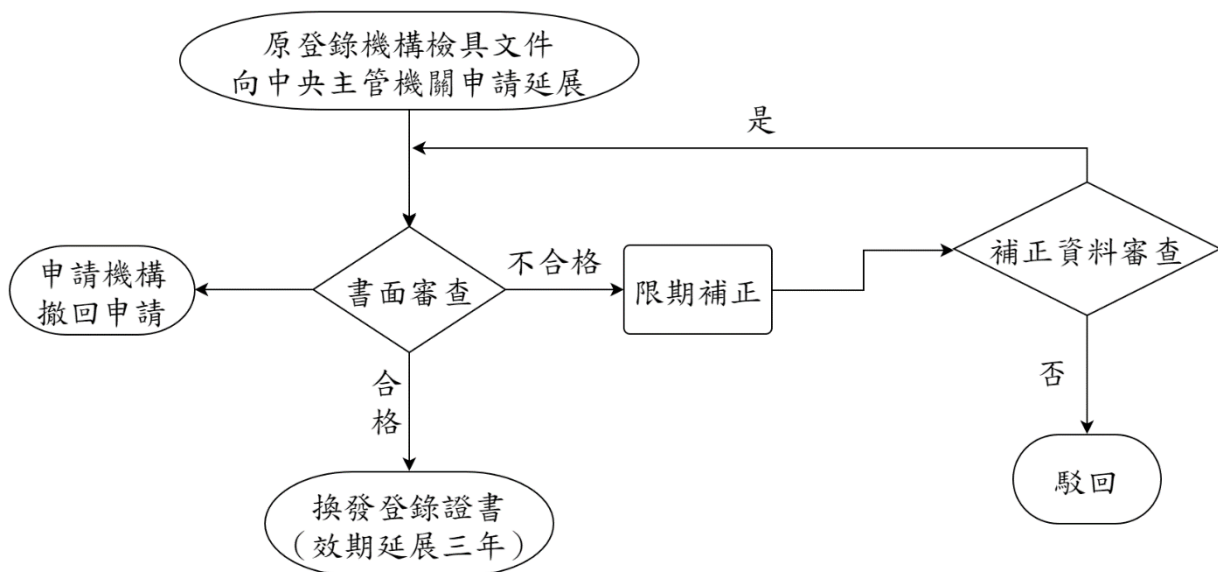 原登錄機構檢具文件
向中央主管機關申請延展
是
申請機構
撤回申請
書面審查
不合格
限期補正
補正資料審查
合
格
否
換發登錄證書
（效期延展三年）
駁回